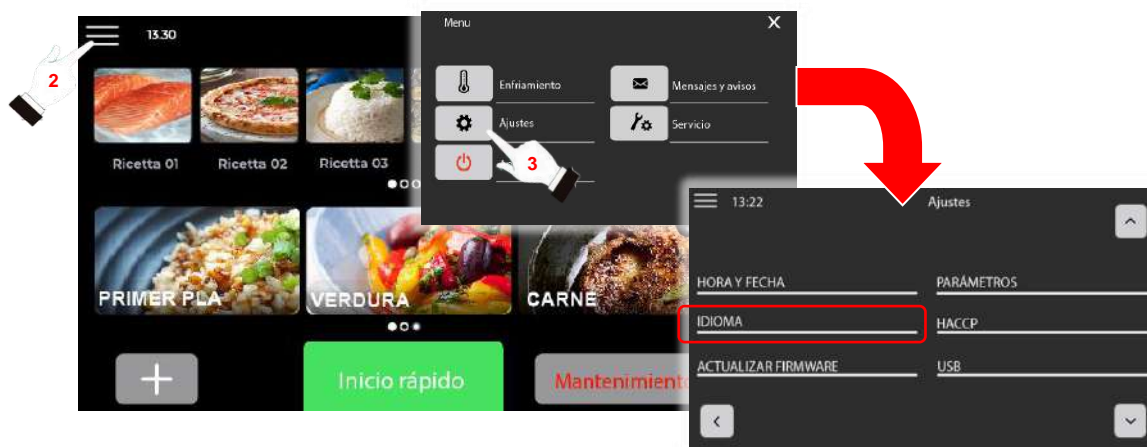 13.30
2
Ricetta 01
Ricetta 02
Ricetta 03
PRIMER PLA
VERDURA
CARNE
Inicio rápido
Mantenimient
Menu
X
Enfriamiento
Mensajes y avisos
Ajustes
Servicio
3
13:22
Ajustes
HORA Y FECHA
PARÁMETROS
IDIOMA
HACCP
ACTUALIZAR FIRMWARE
USB